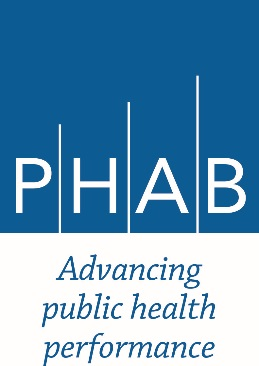 PHAB
Advancing
public health
performance